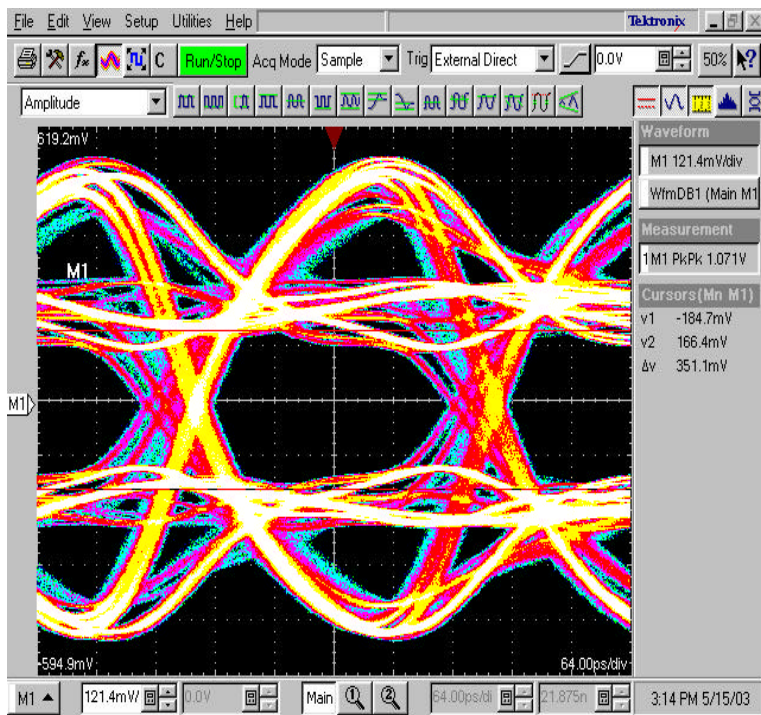 File Edit View Setup Utilities Help Tektronix
fx C Run/Stop Acq Mode Sample Trig External Direct 0.0V 50% ?
Amplitude
619.2mV
Waveform
M1 121.4mV/div
WfmDB1 (Main M1
Measurement
1M1 PkPk 1.071V
Cursors(Mn M1)
v1 -184.7mV
v2 166.4mV
Δv 351.1mV
M1
M1
-594.9mV 64.00ps/div
M1 121.4mV/ 0.0V Main 1 2 64.00ps/di 21.875n 3:14 PM 5/15/03